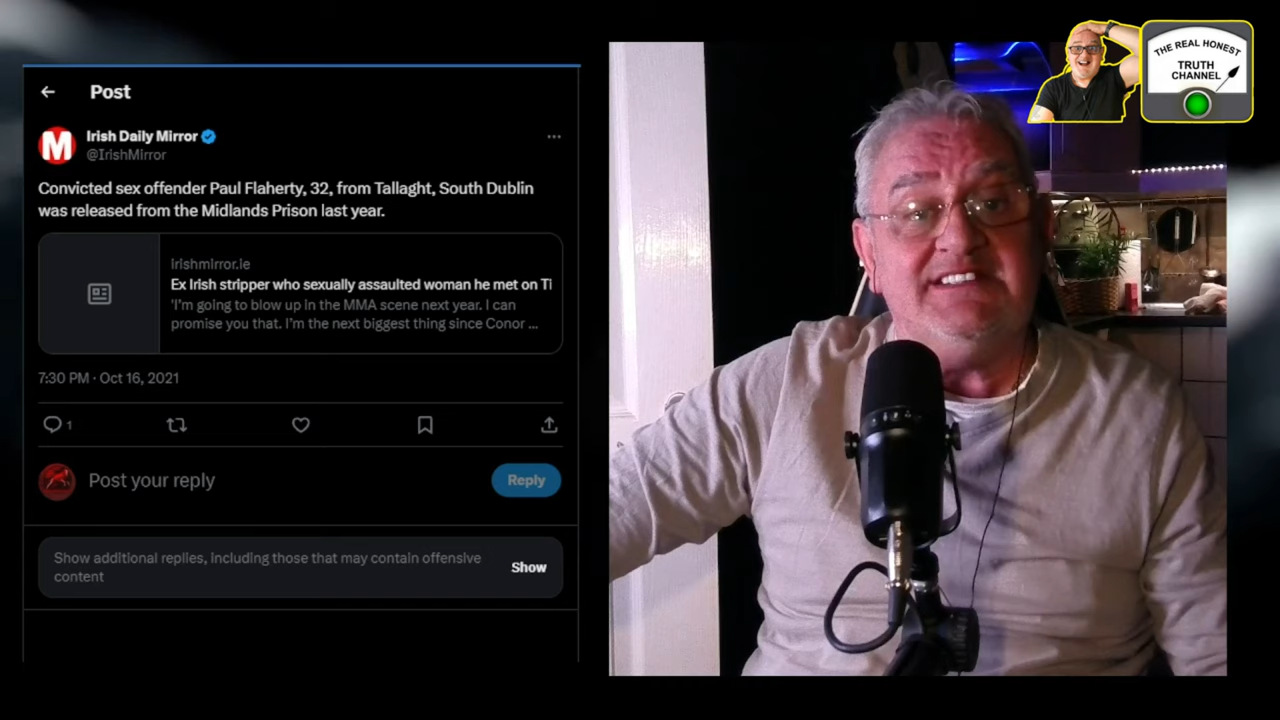 Post
Irish Daily Mirror
@IrishMirror
Convicted sex offender Paul Flaherty, 32, from Tallaght, South Dublin
was released from the Midlands Prison last year.
irishmirror.ie
Ex Irish stripper who sexually assaulted woman he met on Ti
'I'm going to blow up in the MMA scene next year. I can
promise you that. I'm the next biggest thing since Conor ...
7:30 PM · Oct 16, 2021
1
Post your reply
Reply
Show additional replies, including those that may contain offensive
content
Show
THE REAL HONEST
TRUTH
CHANNEL